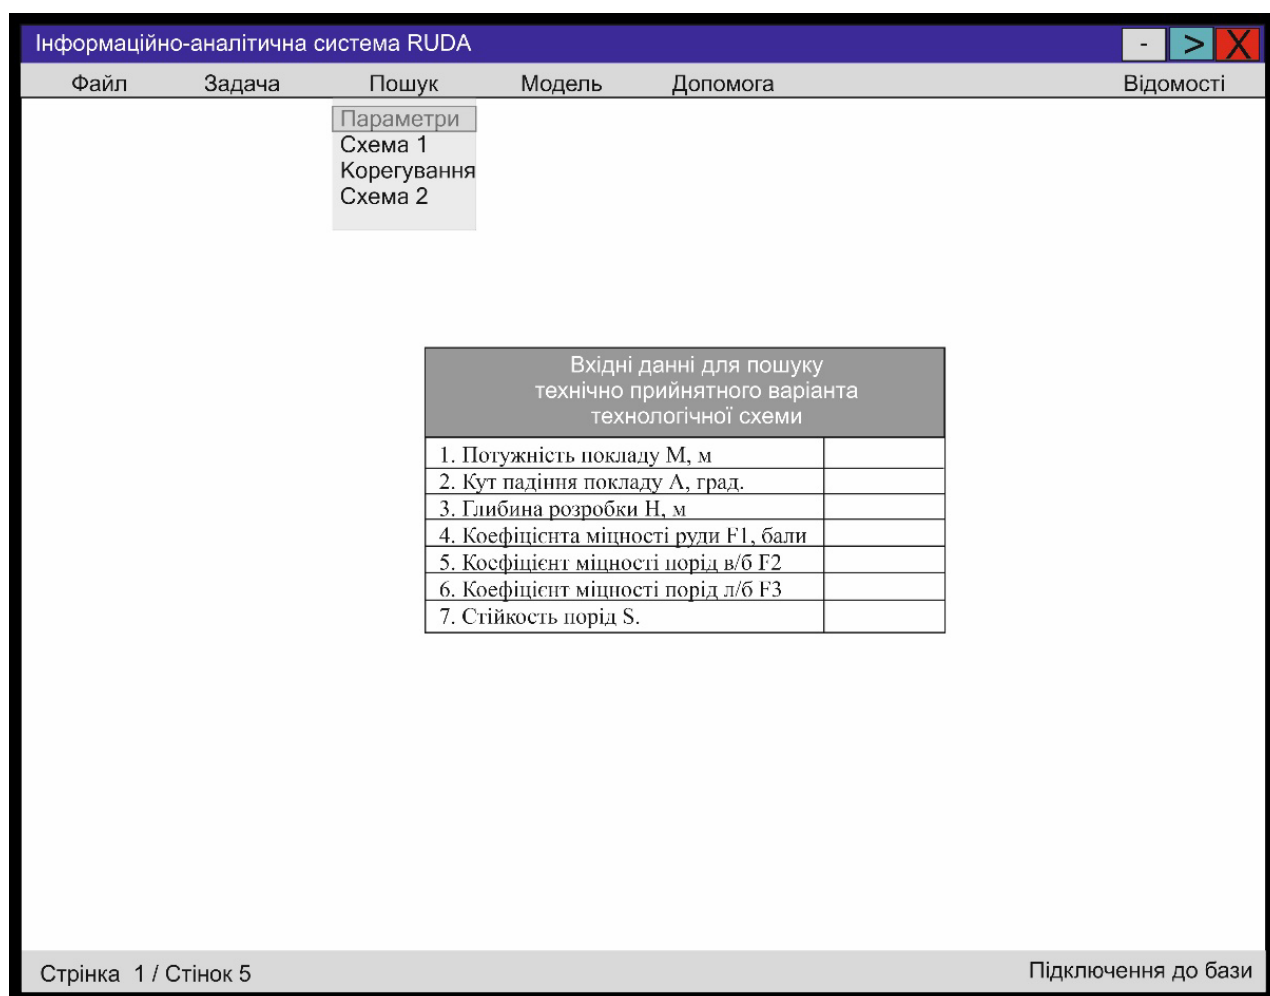 Інформаційно-аналітична система RUDA - > X
Файл Задача Пошук Модель Допомога Відомості
Параметри
Схема 1
Корегування
Схема 2
Вхідні данні для пошуку
технічно прийнятного варіанта
технологічної схеми
1. Потужність покладу М, м
2. Кут падіння покладу А, град.
3. Глибина розробки Н, м
4. Коефіцієнта міцності руди F1, бали
5. Коефіцієнт міцності порід в/б F2
6. Коефіцієнт міцності порід л/б F3
7. Стійкость порід S.
Стрінка 1 / Стінок 5 Підключення до бази